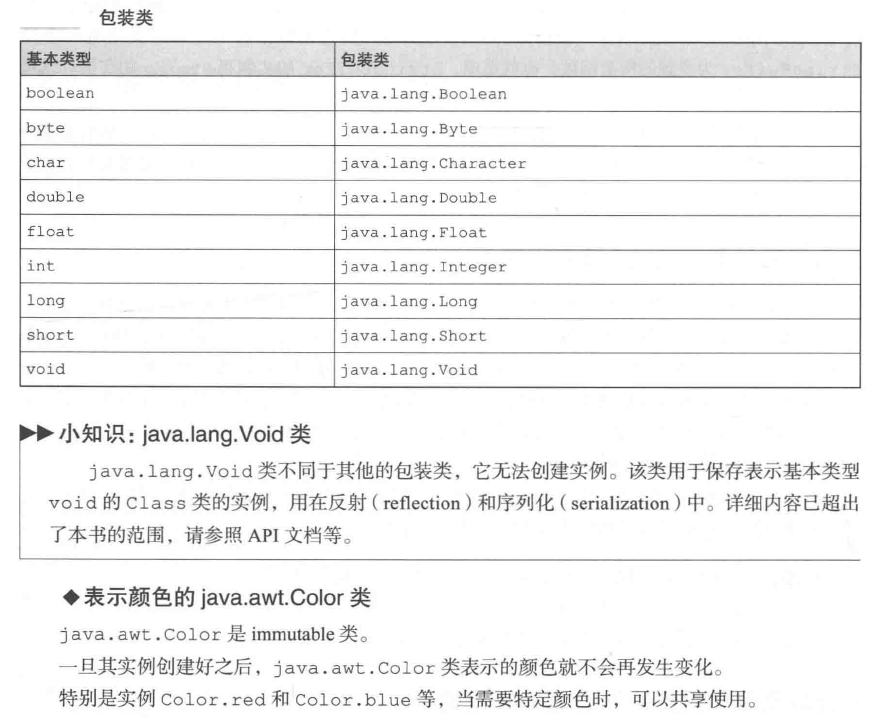 包装类
基本类型 包装类
boolean java.lang.Boolean
byte java.lang.Byte
char java.lang.Character
double java.lang.Double
float java.lang.Float
int java.lang.Integer
long java.lang.Long
short java.lang.Short
void java.lang.Void
▶▶ 小知识：java.lang.Void 类
java.lang.Void 类不同于其他的包装类，它无法创建实例。该类用于保存表示基本类型
void 的 Class 类的实例，用在反射（reflection）和序列化（serialization）中。详细内容已超出
了本书的范围，请参照 API 文档等。
◆表示颜色的 java.awt.Color 类
java.awt.Color 是 immutable 类。
一旦其实例创建好之后，java.awt.Color 类表示的颜色就不会再发生变化。
特别是实例 Color.red 和 Color.blue 等，当需要特定颜色时，可以共享使用。